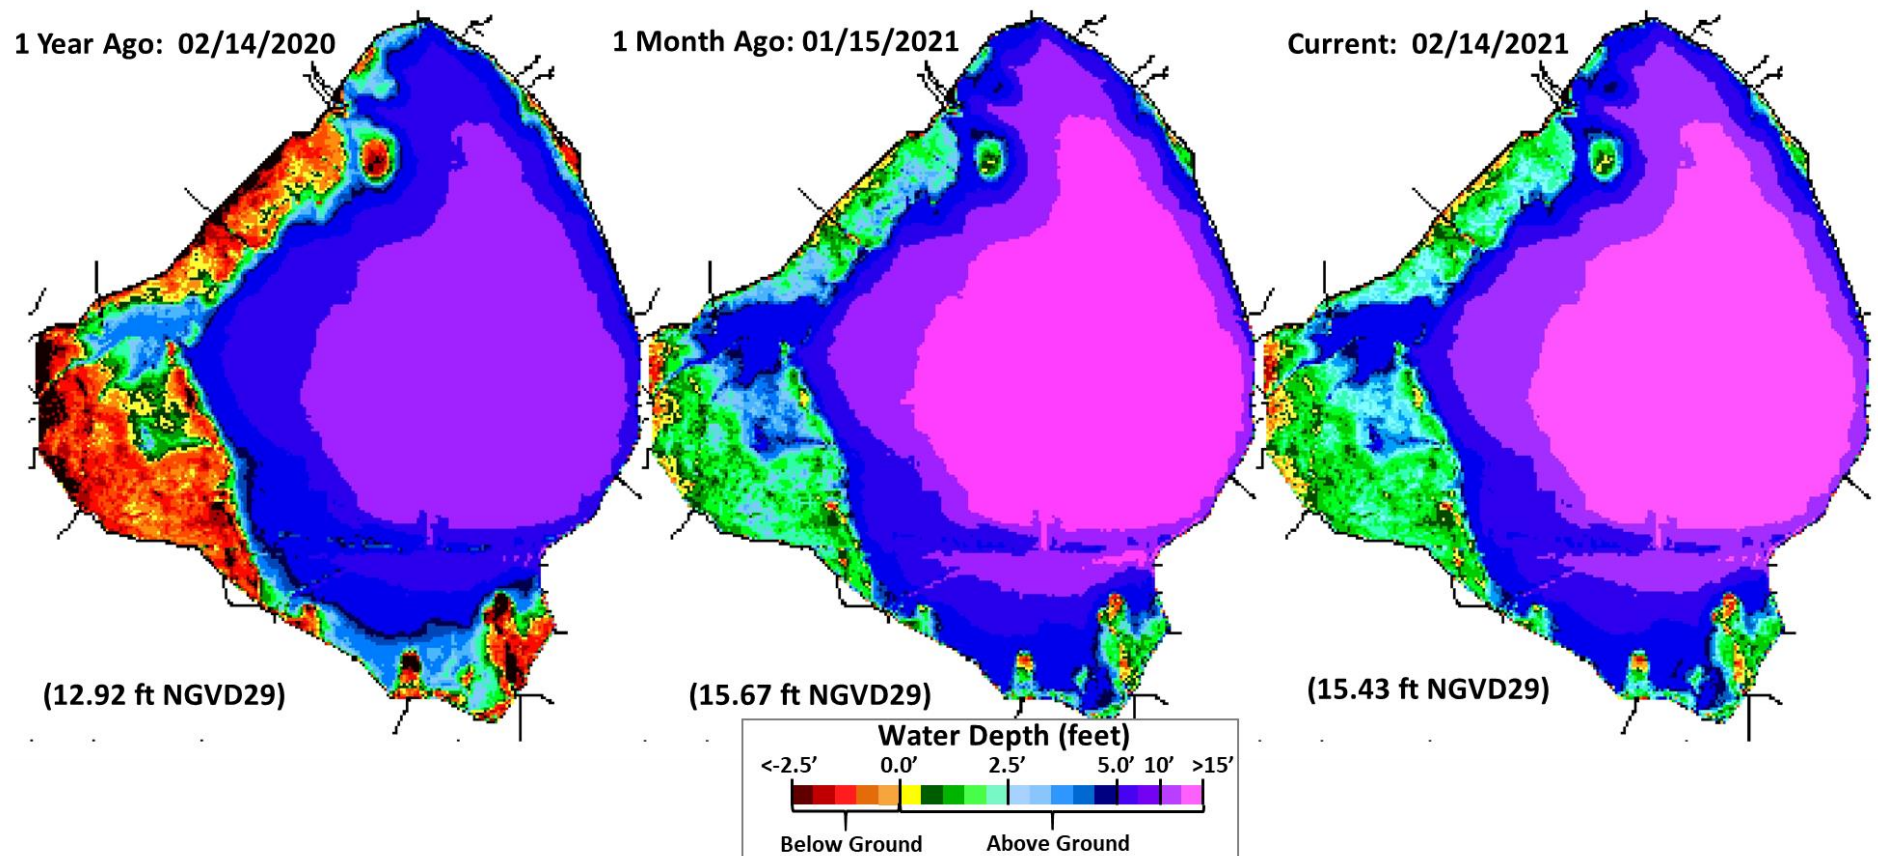 1 Year Ago:  02/14/2020
1 Month Ago: 01/15/2021
Current:  02/14/2021
(12.92 ft NGVD29)
(15.67 ft NGVD29)
(15.43 ft NGVD29)
Water Depth (feet)
<-2.5’ 0.0’ 2.5’ 5.0’ 10’ >15’
Below Ground Above Ground